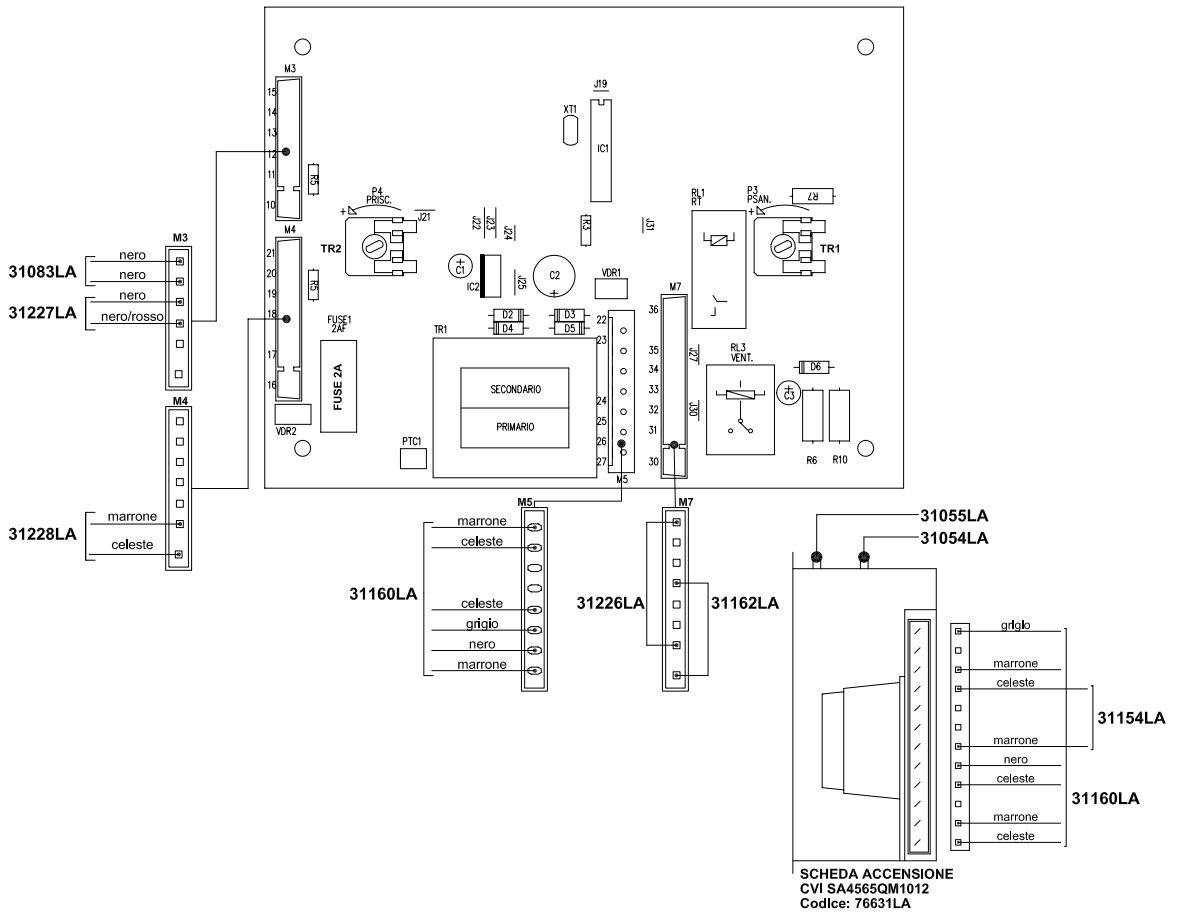 M3
15
14
13
12
11
10
R5
J19
XT1
IC1
P4
PRISC.
+
J21
TR2
J22
J23
J24
R3
J31
RL1
RT
P3
PSAN.
+
R7
TR1
M4
21
20
19
18
17
16
R5
C1
+
IC2
J25
C2
+
VDR1
M7
36
35
34
33
32
31
30
J27
J30
FUSE1
2AF
FUSE 2A
VDR2
PTC1
TR1
SECONDARIO
PRIMARIO
D2
D4
D3
D5
22
23
24
25
26
27
M5
RL3
VENT.
D6
+
C3
R6
R10
M3
31083LA
nero
nero
31227LA
nero
nero/rosso
M4
31228LA
marrone
celeste
M5
31160LA
marrone
celeste
celeste
grigio
nero
marrone
M7
31226LA
31162LA
31055LA
31054LA
grigio
marrone
celeste
31154LA
marrone
nero
celeste
31160LA
marrone
celeste
SCHEDA ACCENSIONE
CVI SA4565QM1012
Codice: 76631LA